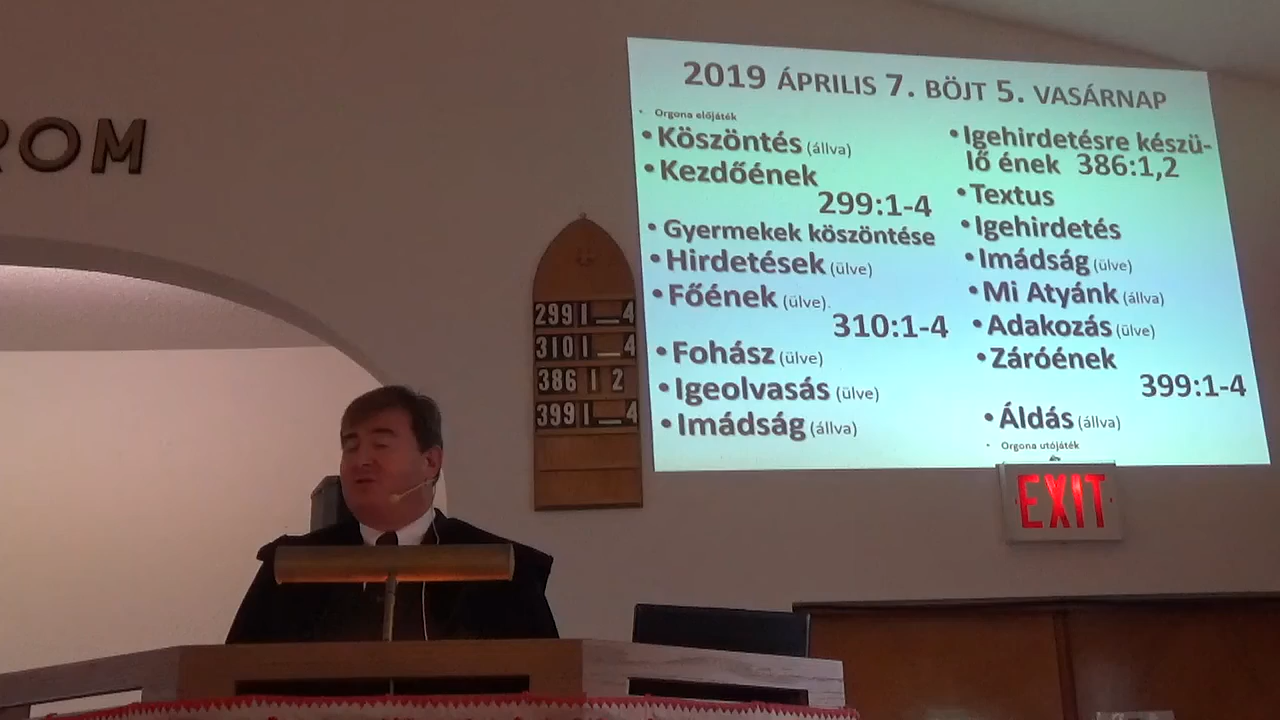 ROM
299 1 _ 4
310 1 _ 4
386 1 2
399 1 _ 4
2019 ÁPRILIS 7. BÖJT 5. VASÁRNAP
• Orgona előjáték
• Köszöntés (állva)
• Kezdőének
299:1-4
• Gyermekek köszöntése
• Hirdetések (ülve)
• Főének (ülve).
310:1-4
• Fohász (ülve)
• Igeolvasás (ülve)
• Imádság (állva)
• Igehirdetésre készü-
lő ének 386:1,2
• Textus
• Igehirdetés
• Imádság (ülve)
• Mi Atyánk (állva)
• Adakozás (ülve)
• Záróének
399:1-4
• Áldás (állva)
• Orgona utójáték
EXIT